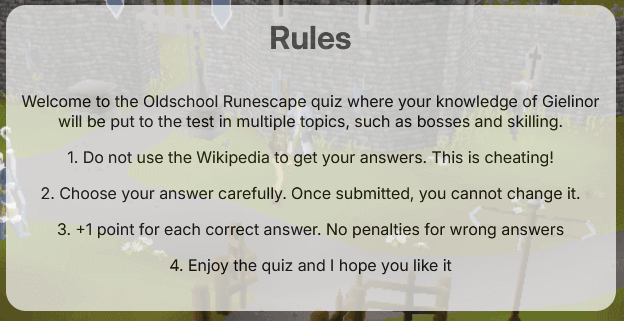 Rules
Welcome to the Oldschool Runescape quiz where your knowledge of Gielinor
will be put to the test in multiple topics, such as bosses and skilling.
1. Do not use the Wikipedia to get your answers. This is cheating!
2. Choose your answer carefully. Once submitted, you cannot change it.
3. +1 point for each correct answer. No penalties for wrong answers
4. Enjoy the quiz and I hope you like it